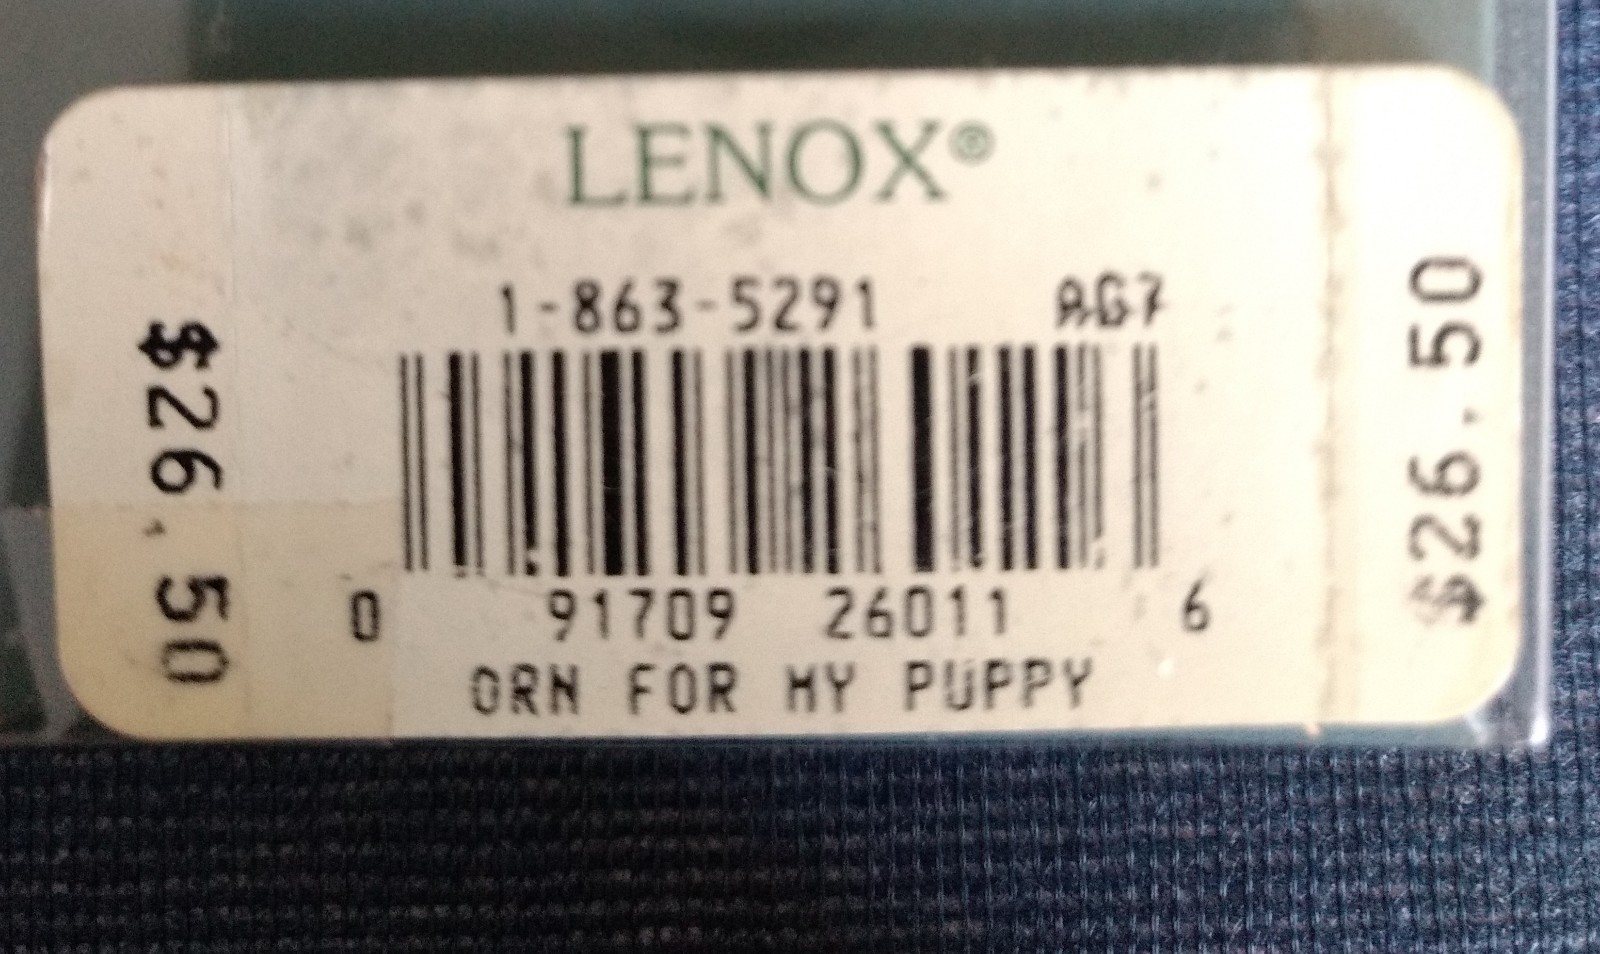 LENOX®
1-863-5291 AG7
0 91709 26011 6
ORN FOR MY PUPPY
$26.50
$26.50